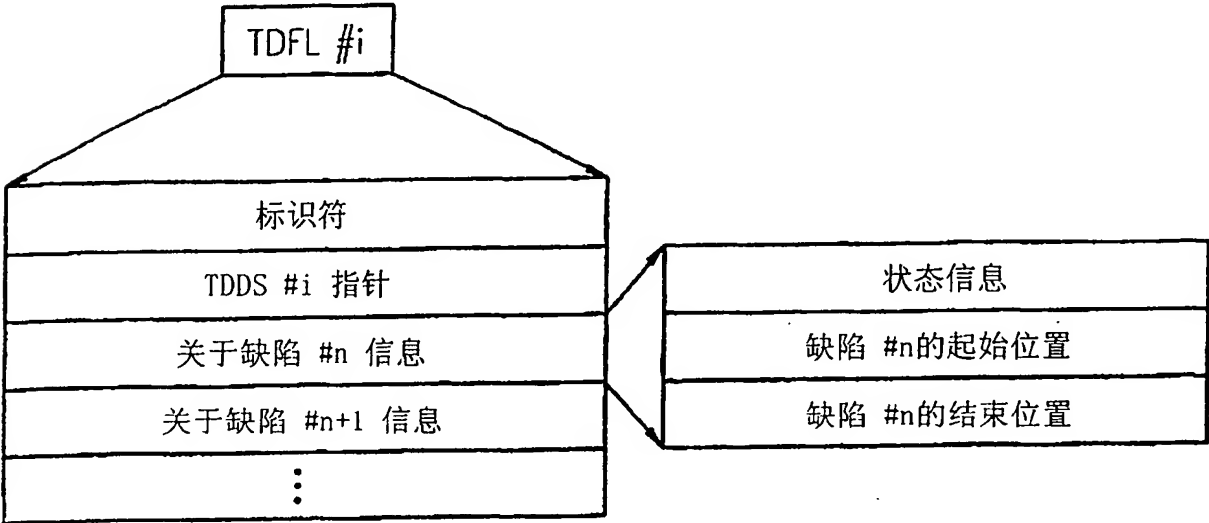 TDFL #i
标识符
TDDS #i 指针
关于缺陷 #n 信息
关于缺陷 #n+1 信息
⋮
状态信息
缺陷 #n的起始位置
缺陷 #n的结束位置